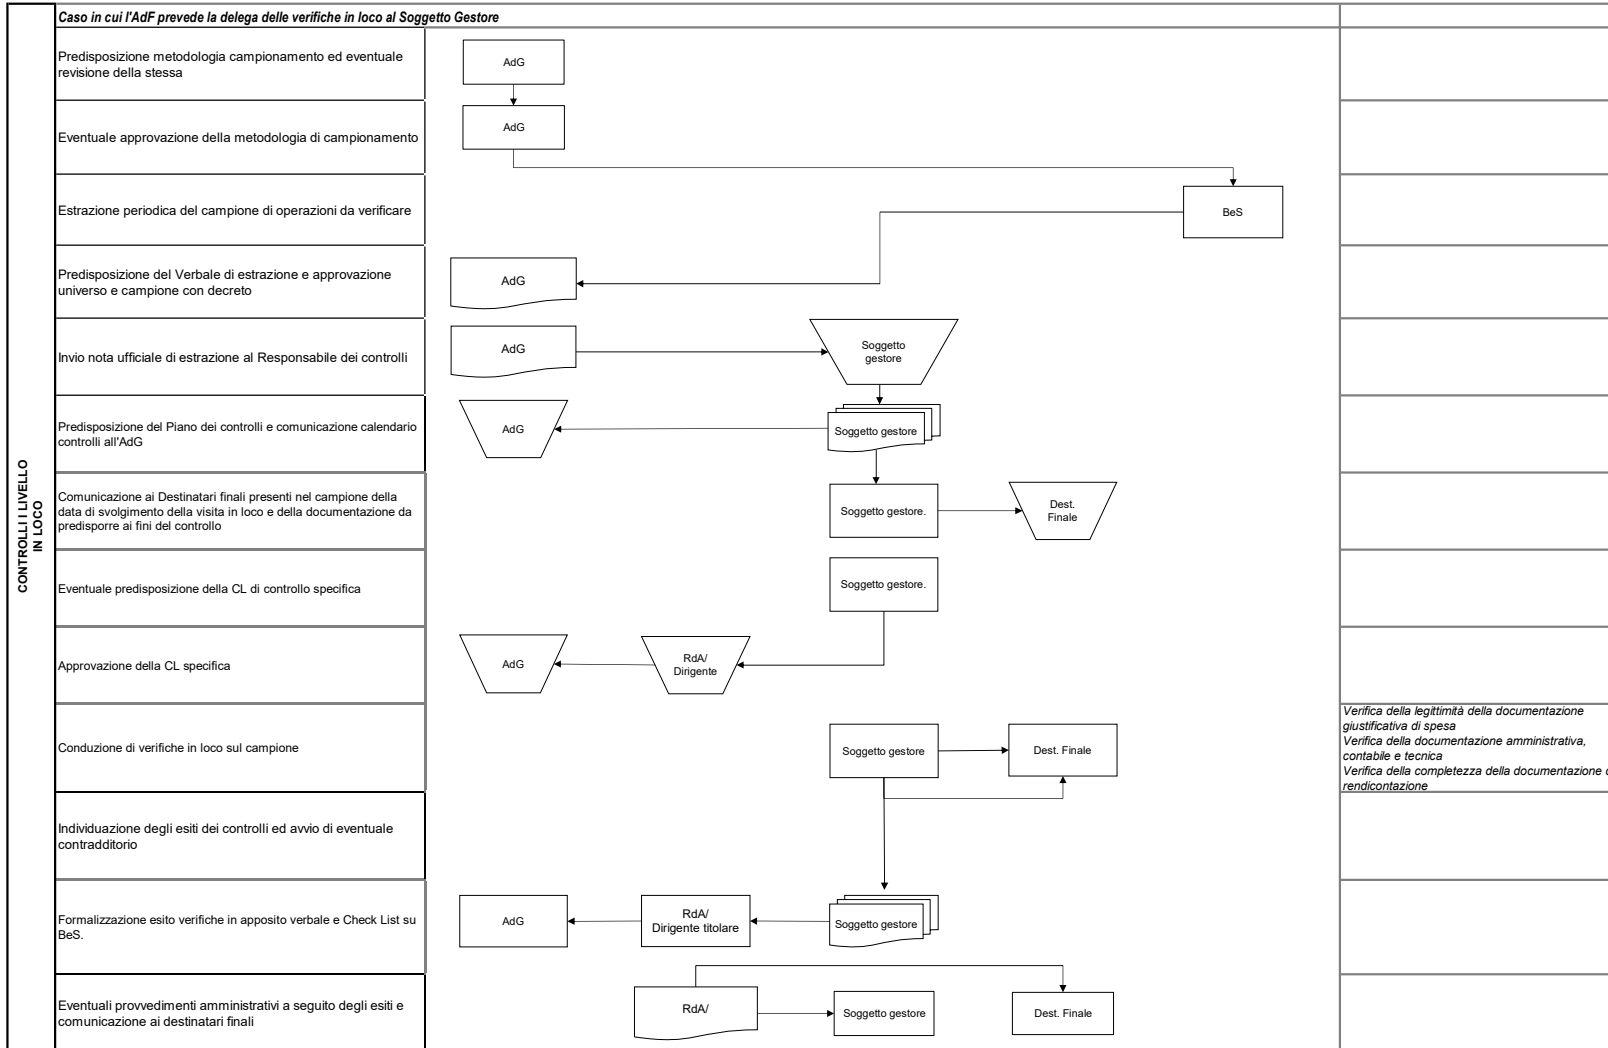 Caso in cui l'AdF prevede la delega delle verifiche in loco al Soggetto Gestore
CONTROLLI I LIVELLO
IN LOCO
Predisposizione metodologia campionamento ed eventuale
revisione della stessa
AdG
Eventuale approvazione della metodologia di campionamento
AdG
Estrazione periodica del campione di operazioni da verificare
BeS
Predisposizione del Verbale di estrazione e approvazione
universo e campione con decreto
AdG
Invio nota ufficiale di estrazione al Responsabile dei controlli
AdG
Soggetto
gestore
Predisposizione del Piano dei controlli e comunicazione calendario
controlli all'AdG
AdG
Soggetto gestore
Comunicazione ai Destinatari finali presenti nel campione della
data di svolgimento della visita in loco e della documentazione da
predisporre ai fini del controllo
Soggetto gestore.
Dest.
Finale
Eventuale predisposizione della CL di controllo specifica
Soggetto gestore.
Approvazione della CL specifica
AdG
RdA/
Dirigente
Conduzione di verifiche in loco sul campione
Soggetto gestore
Dest. Finale
Verifica della legittimità della documentazione
giustificativa di spesa
Verifica della documentazione amministrativa,
contabile e tecnica
Verifica della completezza della documentazione
rendicontazione
Individuazione degli esiti dei controlli ed avvio di eventuale
contradditorio
Formalizzazione esito verifiche in apposito verbale e Check List su
BeS.
AdG
RdA/
Dirigente titolare
Soggetto gestore
Eventuali provvedimenti amministrativi a seguito degli esiti e
comunicazione ai destinatari finali
RdA/
Soggetto gestore
Dest. Finale